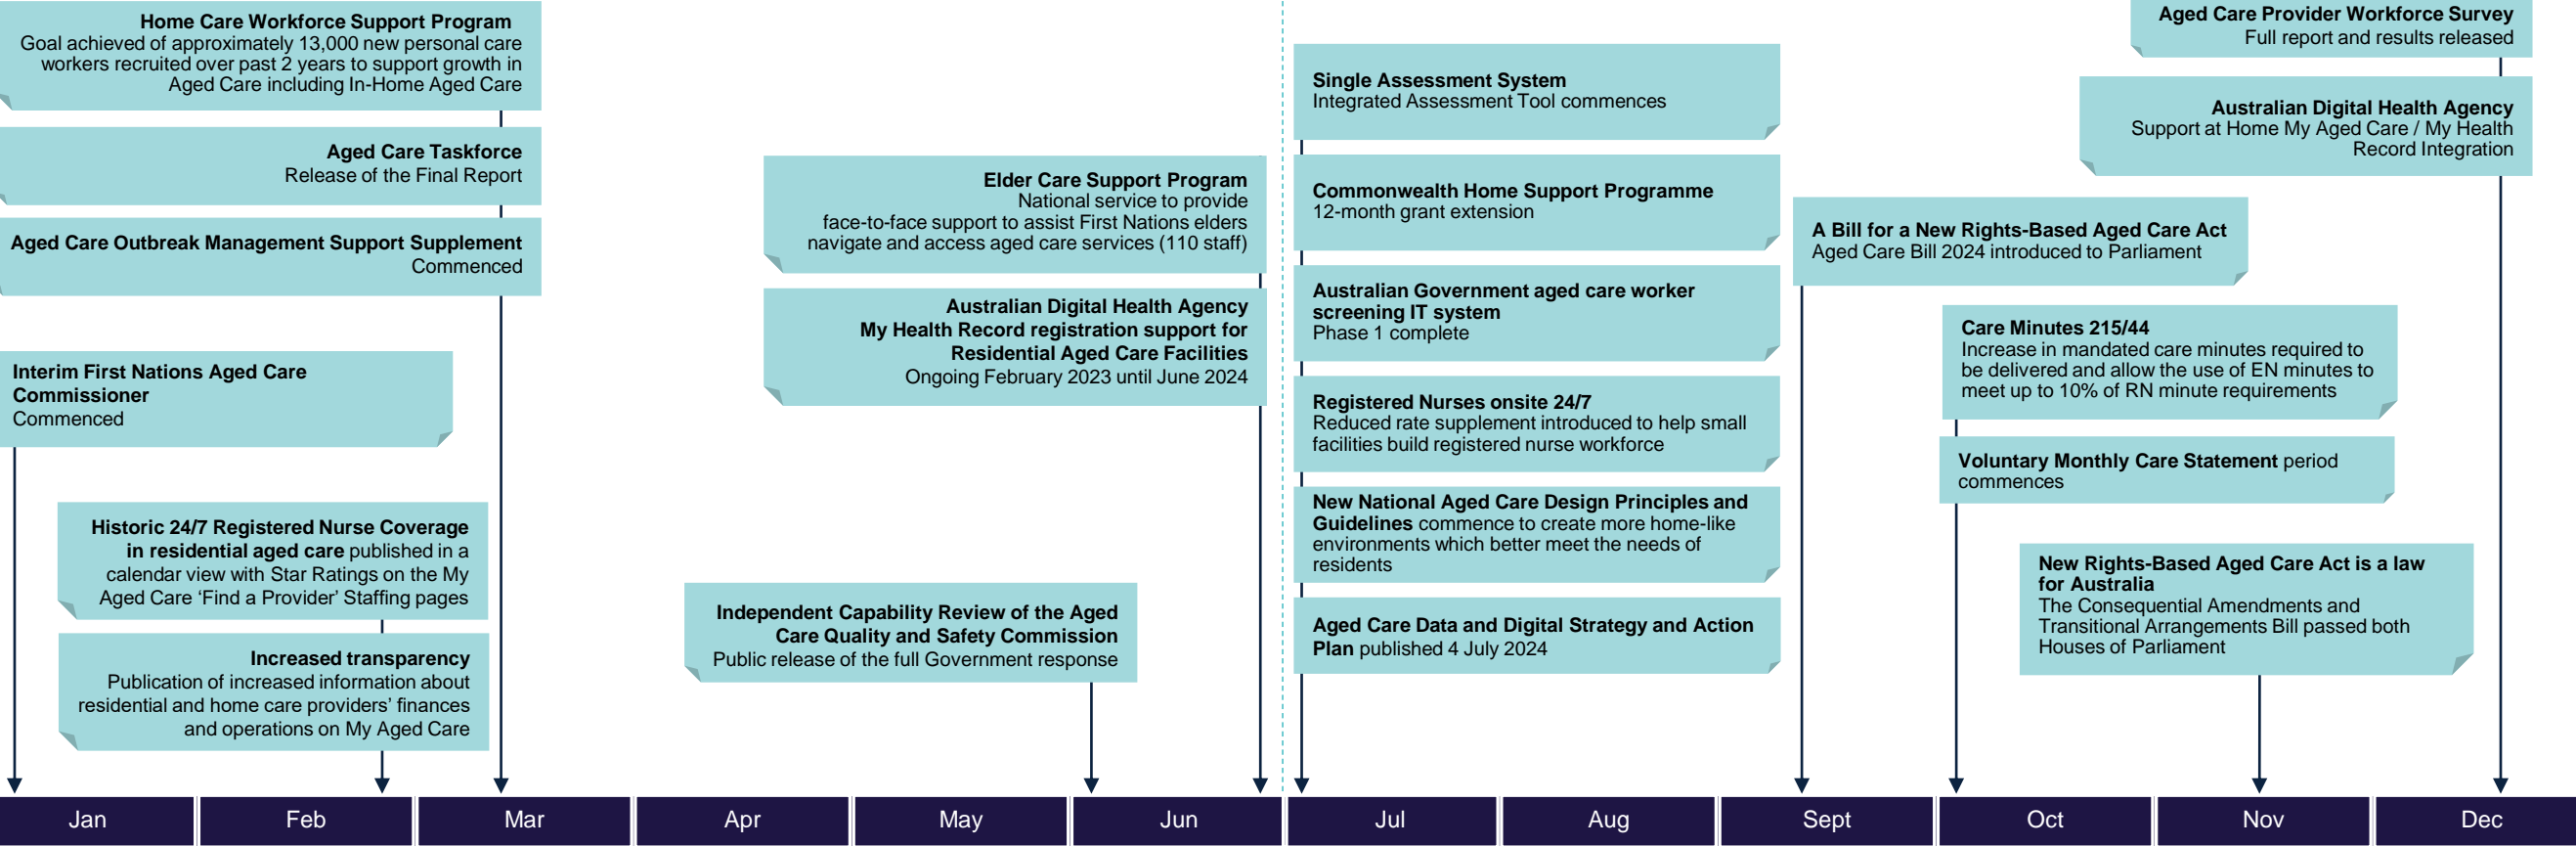 Home Care Workforce Support Program
Goal achieved of approximately 13,000 new personal care
workers recruited over past 2 years to support growth in
Aged Care including In-Home Aged Care
Aged Care Taskforce
Release of the Final Report
Aged Care Outbreak Management Support Supplement
Commenced
Interim First Nations Aged Care
Commissioner
Commenced
Historic 24/7 Registered Nurse Coverage
in residential aged care published in a
calendar view with Star Ratings on the My
Aged Care ‘Find a Provider’ Staffing pages
Increased transparency
Publication of increased information about
residential and home care providers’ finances
and operations on My Aged Care
Elder Care Support Program
National service to provide
face-to-face support to assist First Nations elders
navigate and access aged care services (110 staff)
Australian Digital Health Agency
My Health Record registration support for
Residential Aged Care Facilities
Ongoing February 2023 until June 2024
Independent Capability Review of the Aged
Care Quality and Safety Commission
Public release of the full Government response
Single Assessment System
Integrated Assessment Tool commences
Commonwealth Home Support Programme
12-month grant extension
Australian Government aged care worker
screening IT system
Phase 1 complete
Registered Nurses onsite 24/7
Reduced rate supplement introduced to help small
facilities build registered nurse workforce
New National Aged Care Design Principles and
Guidelines commence to create more home-like
environments which better meet the needs of
residents
Aged Care Data and Digital Strategy and Action
Plan published 4 July 2024
Aged Care Provider Workforce Survey
Full report and results released
Australian Digital Health Agency
Support at Home My Aged Care / My Health
Record Integration
A Bill for a New Rights-Based Aged Care Act
Aged Care Bill 2024 introduced to Parliament
Care Minutes 215/44
Increase in mandated care minutes required to
be delivered and allow the use of EN minutes to
meet up to 10% of RN minute requirements
Voluntary Monthly Care Statement period
commences
New Rights-Based Aged Care Act is a law
for Australia
The Consequential Amendments and
Transitional Arrangements Bill passed both
Houses of Parliament
Jan
Feb
Mar
Apr
May
Jun
Jul
Aug
Sept
Oct
Nov
Dec